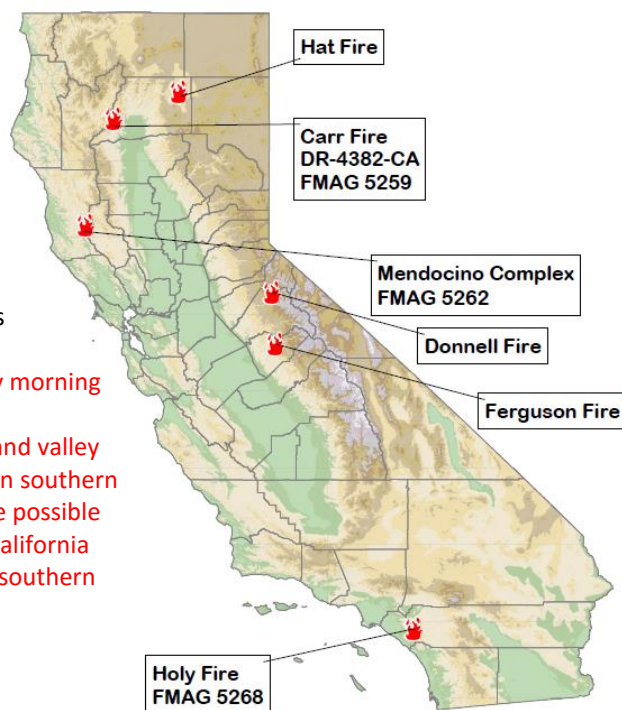 Hat Fire
Carr Fire
DR-4382-CA
FMAG 5259
Mendocino Complex
FMAG 5262
Donnell Fire
Ferguson Fire
s
y morning
and valley
n southern
e possible
alifornia
southern
Holy Fire
FMAG 5268